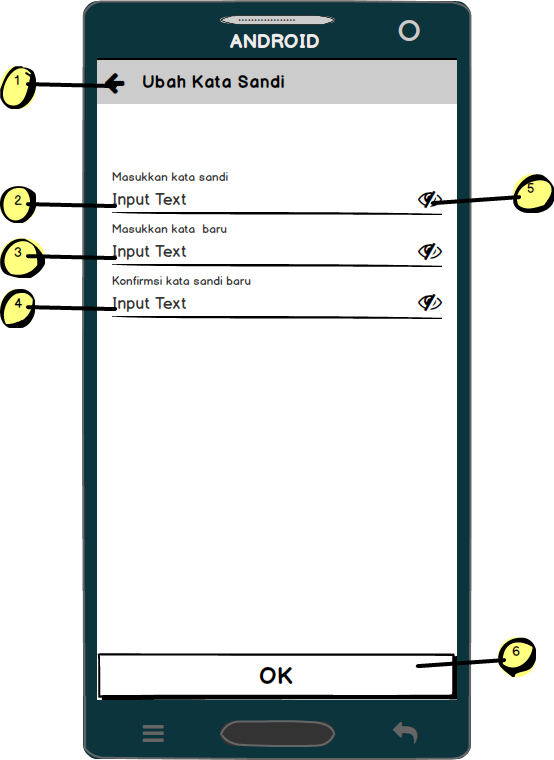 ANDROID
1
Ubah Kata Sandi
Masukkan kata sandi
2
Input Text
5
Masukkan kata baru
3
Input Text
Konfirmsi kata sandi baru
4
Input Text
6
OK